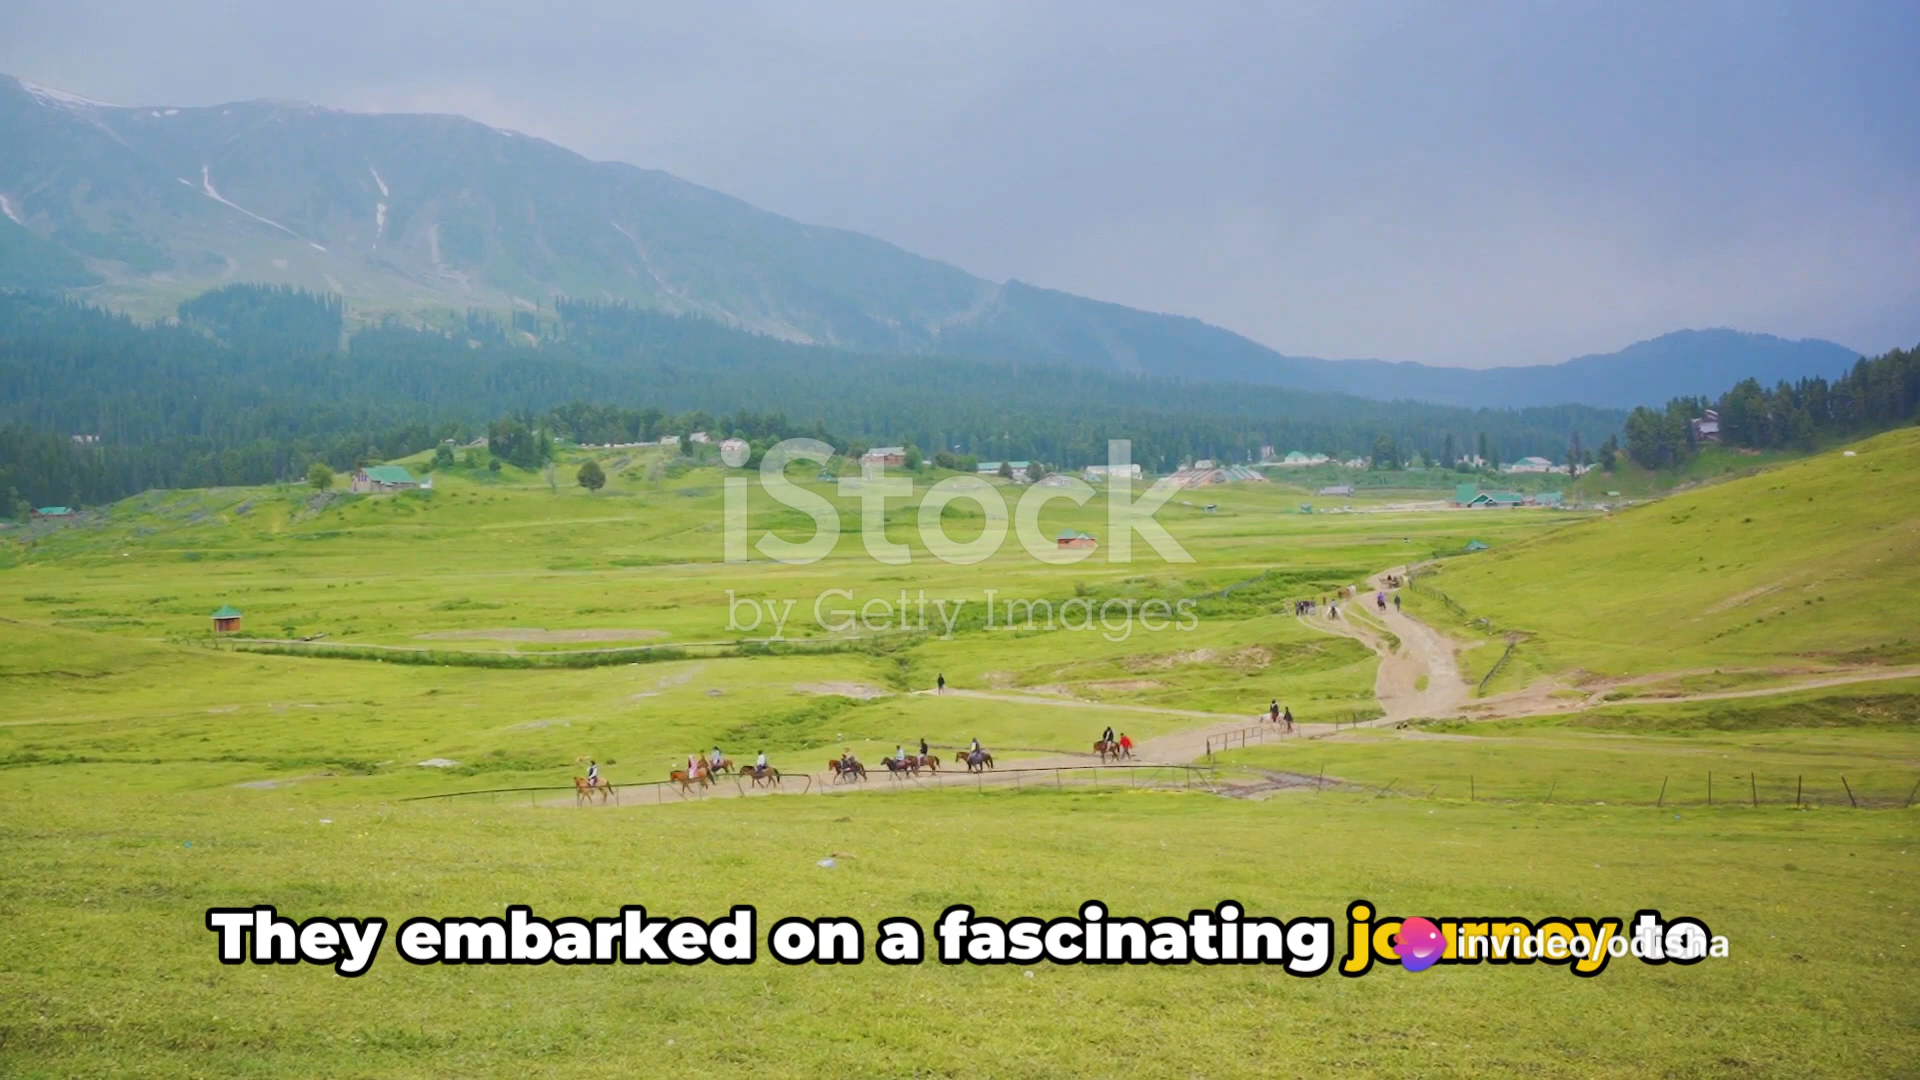 iStock
by Getty Images
They embarked on a fascinating journey to
invideo/odisha